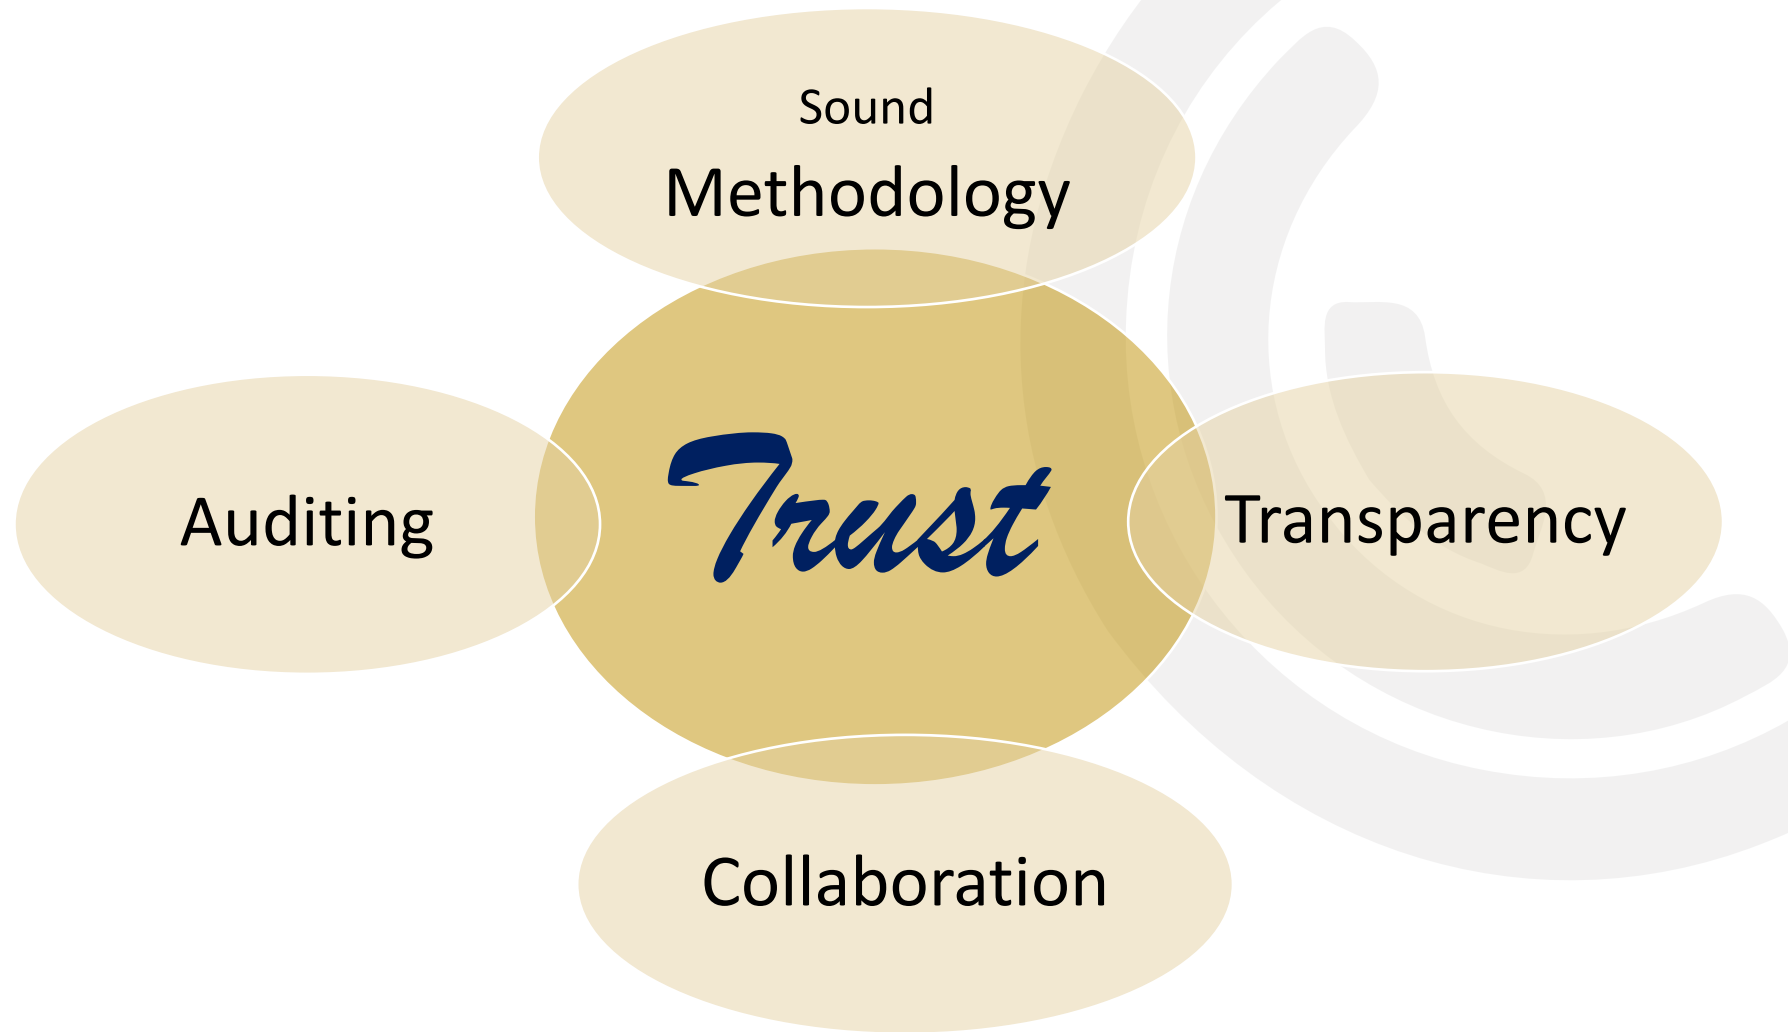 Sound
Methodology
Auditing
Trust
Transparency
Collaboration